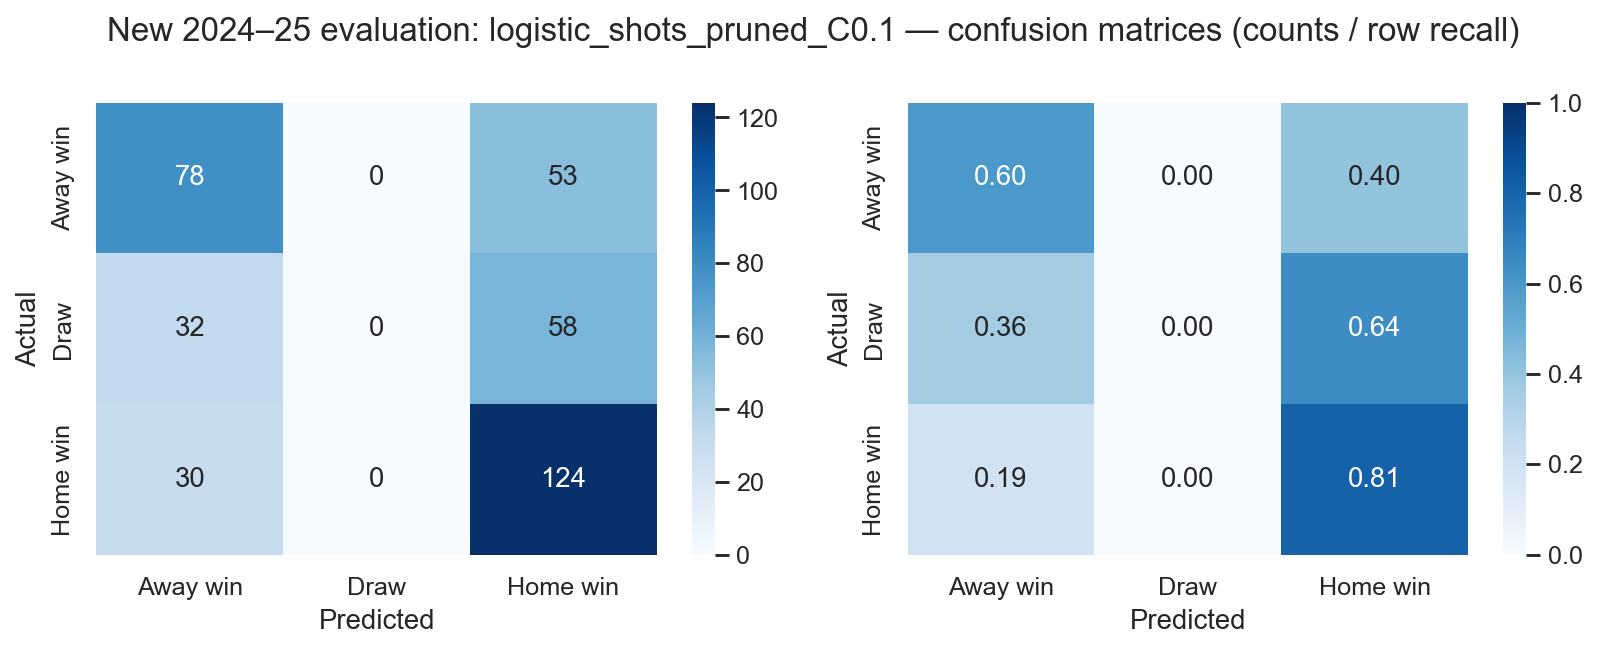 New 2024–25 evaluation: logistic_shots_pruned_C0.1 — confusion matrices (counts / row recall)
Actual
Away win
Draw
Home win
78 0 53
32 0 58
30 0 124
Away win Draw Home win
Predicted
120
100
80
60
40
20
0
Actual
Away win
Draw
Home win
0.60 0.00 0.40
0.36 0.00 0.64
0.19 0.00 0.81
Away win Draw Home win
Predicted
1.0
0.8
0.6
0.4
0.2
0.0